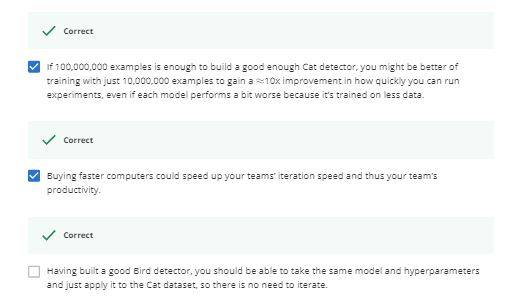 Correct
If 100,000,000 examples is enough to build a good enough Cat detector, you might be better of
training with just 10,000,000 examples to gain a ≈10x improvement in how quickly you can run
experiments, even if each model performs a bit worse because it's trained on less data.
Correct
Buying faster computers could speed up your teams' iteration speed and thus your team's
productivity.
Correct
Having built a good Bird detector, you should be able to take the same model and hyperparameters
and just apply it to the Cat dataset, so there is no need to iterate.